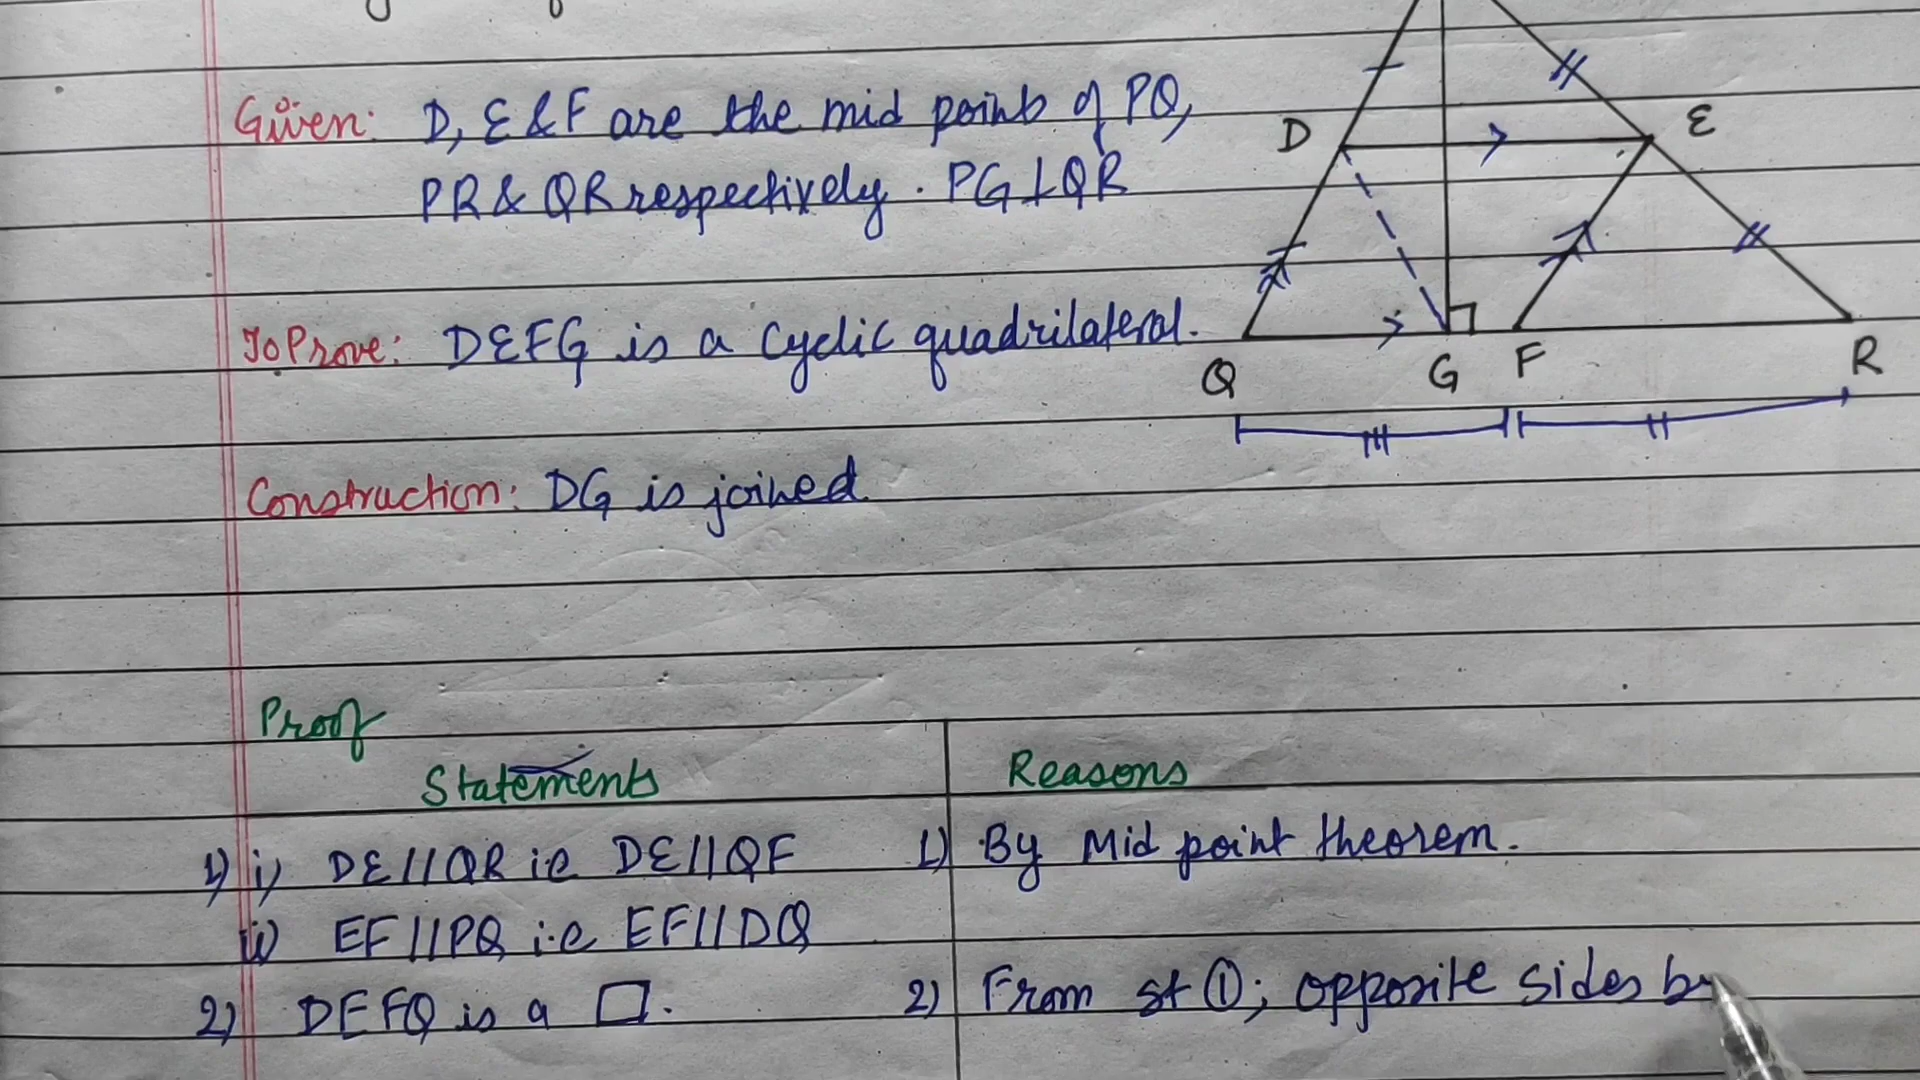 Given: D, E & F are the mid points of PQ,
PR & QR respectively. PG⊥QR
D
E
To Prove: DEFG is a Cyclic quadrilateral.
Q
G
F
R
Construction: DG is joined.
Proof
Statements
Reasons
1) i) DE//QR i.e DE//QF
1) By Mid point theorem.
ii) EF//PQ i.e EF//DQ
2) DEFQ is a ▱.
2) From st ①; opposite sides b